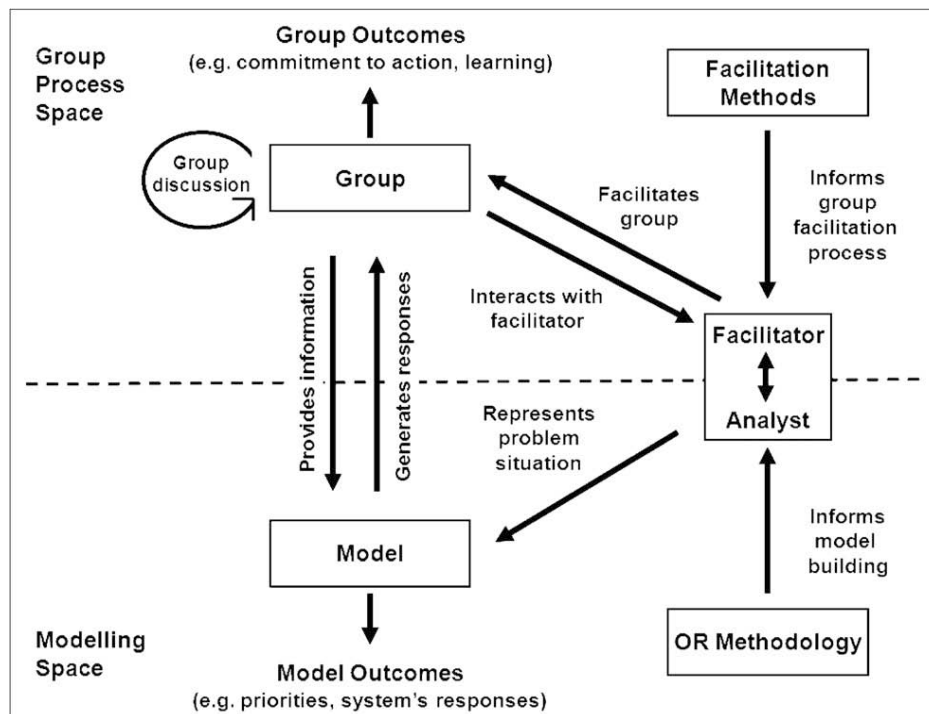 Group Outcomes
(e.g. commitment to action, learning)
Group
Process
Space
Facilitation
Methods
Group
discussion
Group
Facilitates
group
Informs
group
facilitation
process
Interacts with
facilitator
Provides information
Generates responses
Facilitator
Analyst
Represents
problem
situation
Informs
model
building
Model
OR Methodology
Modelling
Space
Model Outcomes
(e.g. priorities, system's responses)